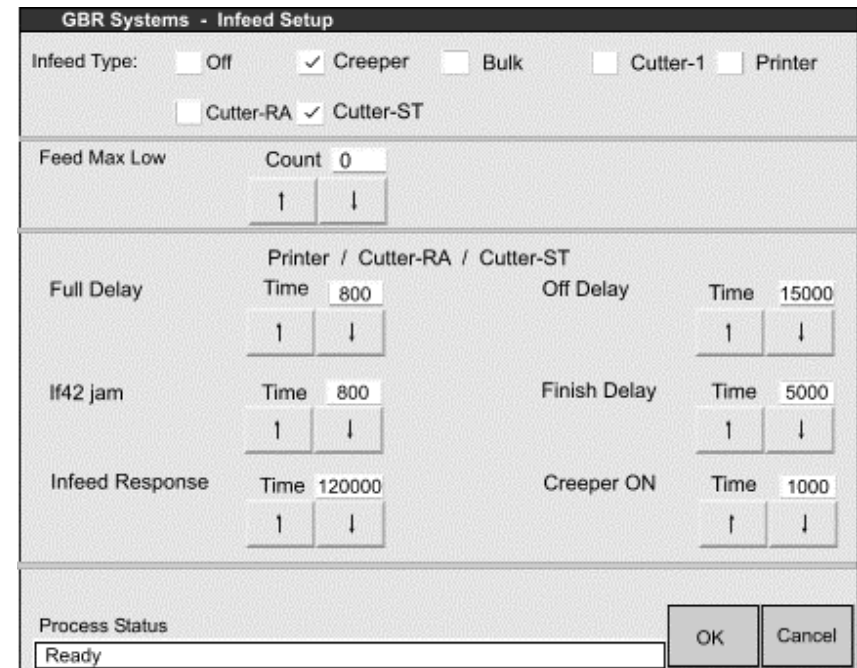 GBR Systems - Infeed Setup
Infeed Type: Off Creeper Bulk Cutter-1 Printer
Cutter-RA Cutter-ST
Feed Max Low Count 0
Printer / Cutter-RA / Cutter-ST
Full Delay Time 800 Off Delay Time 15000
If42 jam Time 800 Finish Delay Time 5000
Infeed Response Time 120000 Creeper ON Time 1000
Process Status
Ready
OK Cancel